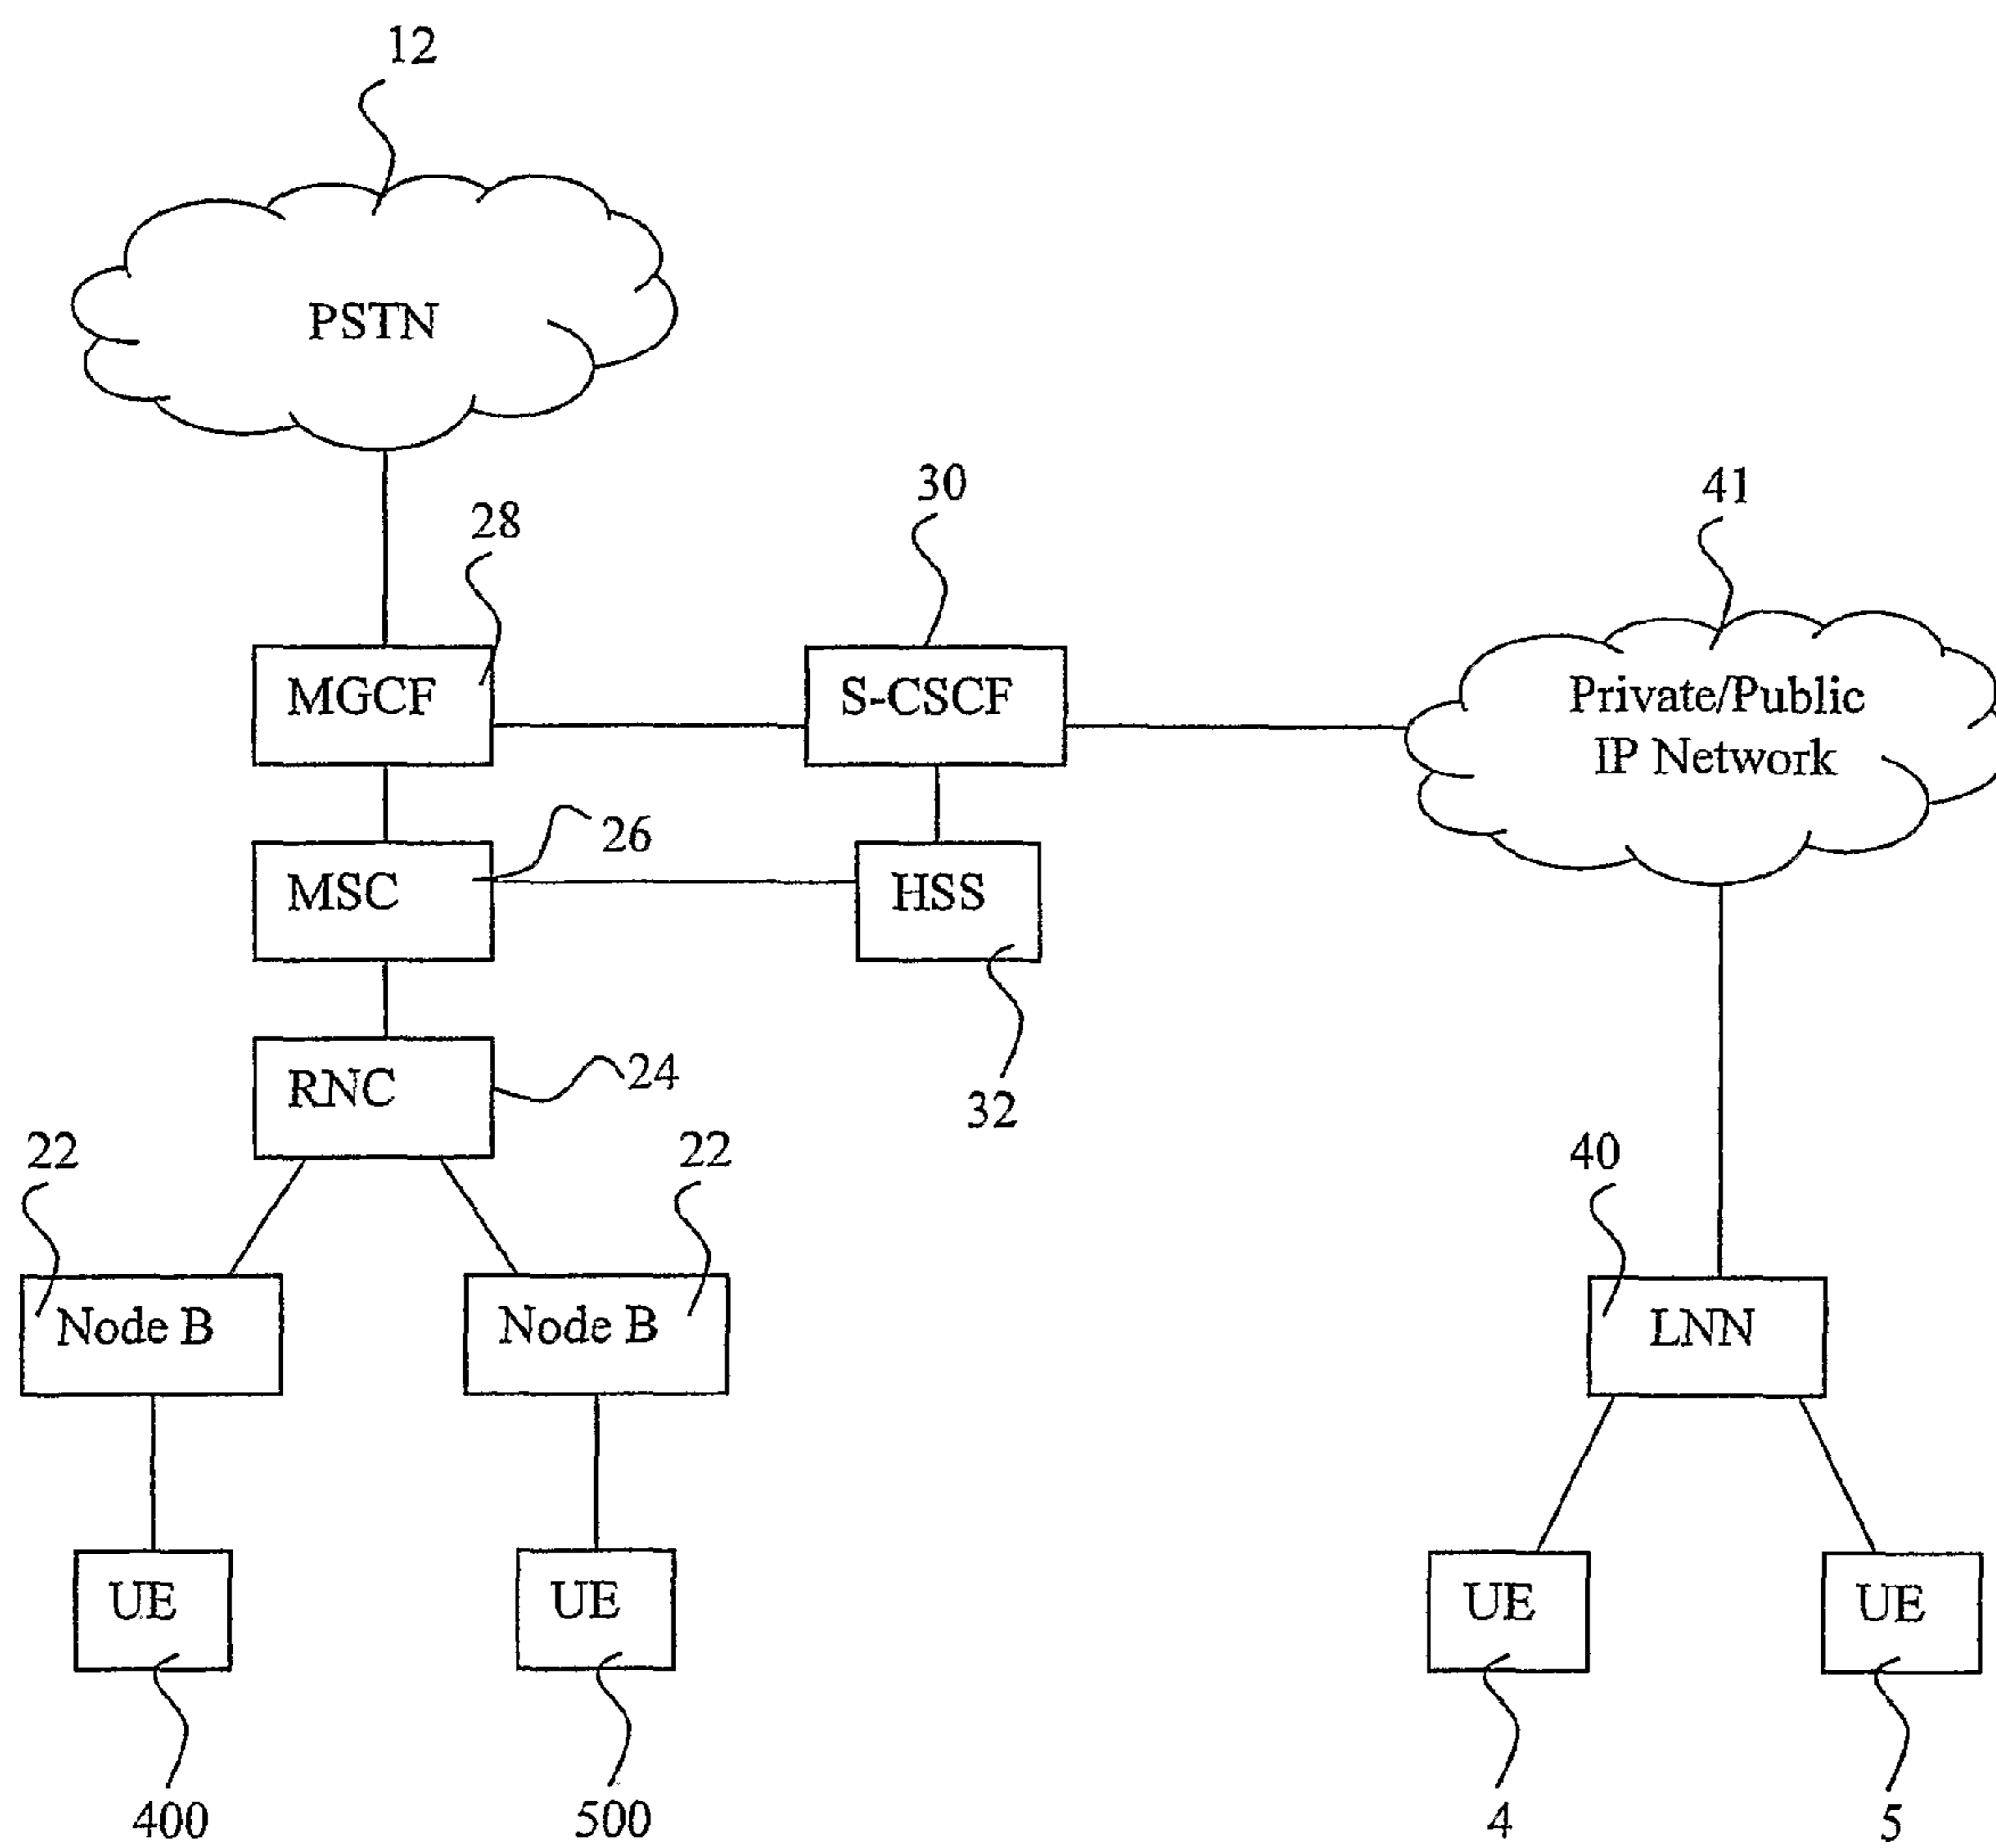 12
PSTN
28
30
41
MGCF
S-CSCF
Private/Public
IP Network
26
MSC
HSS
RNC
24
32
22
22
40
Node B
Node B
LNN
UE
UE
UE
UE
400
500
4
5